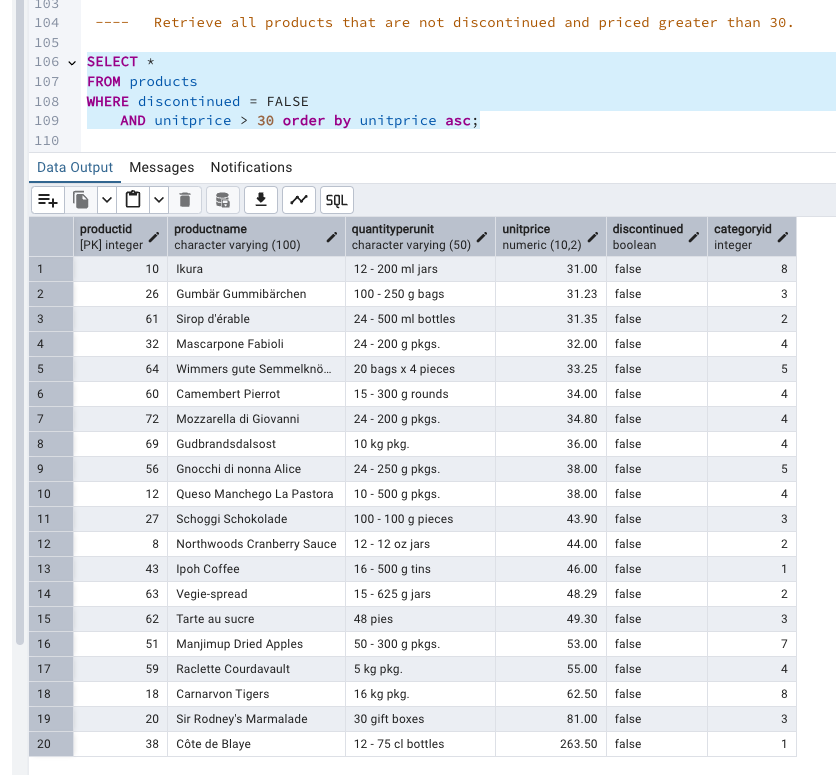 103
104 ---- Retrieve all products that are not discontinued and priced greater than 30.
105
106 SELECT *
107 FROM products
108 WHERE discontinued = FALSE
109 AND unitprice > 30 order by unitprice asc;
110
Data Output Messages Notifications
SQL
productid productname quantityperunit unitprice discontinued categoryid
[PK] integer character varying (100) character varying (50) numeric (10,2) boolean integer
1 10 Ikura 12 - 200 ml jars 31.00 false 8
2 26 Gumbär Gummibärchen 100 - 250 g bags 31.23 false 3
3 61 Sirop d'érable 24 - 500 ml bottles 31.35 false 2
4 32 Mascarpone Fabioli 24 - 200 g pkgs. 32.00 false 4
5 64 Wimmers gute Semmelknö… 20 bags x 4 pieces 33.25 false 5
6 60 Camembert Pierrot 15 - 300 g rounds 34.00 false 4
7 72 Mozzarella di Giovanni 24 - 200 g pkgs. 34.80 false 4
8 69 Gudbrandsdalsost 10 kg pkg. 36.00 false 4
9 56 Gnocchi di nonna Alice 24 - 250 g pkgs. 38.00 false 5
10 12 Queso Manchego La Pastora 10 - 500 g pkgs. 38.00 false 4
11 27 Schoggi Schokolade 100 - 100 g pieces 43.90 false 3
12 8 Northwoods Cranberry Sauce 12 - 12 oz jars 44.00 false 2
13 43 Ipoh Coffee 16 - 500 g tins 46.00 false 1
14 63 Vegie-spread 15 - 625 g jars 48.29 false 2
15 62 Tarte au sucre 48 pies 49.30 false 3
16 51 Manjimup Dried Apples 50 - 300 g pkgs. 53.00 false 7
17 59 Raclette Courdavault 5 kg pkg. 55.00 false 4
18 18 Carnarvon Tigers 16 kg pkg. 62.50 false 8
19 20 Sir Rodney's Marmalade 30 gift boxes 81.00 false 3
20 38 Côte de Blaye 12 - 75 cl bottles 263.50 false 1